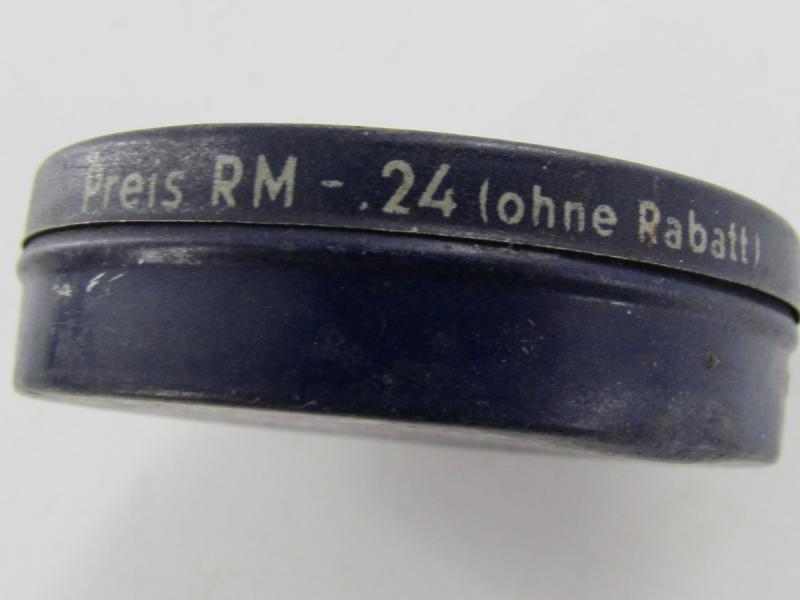 Preis RM -.24 (ohne Rabatt)